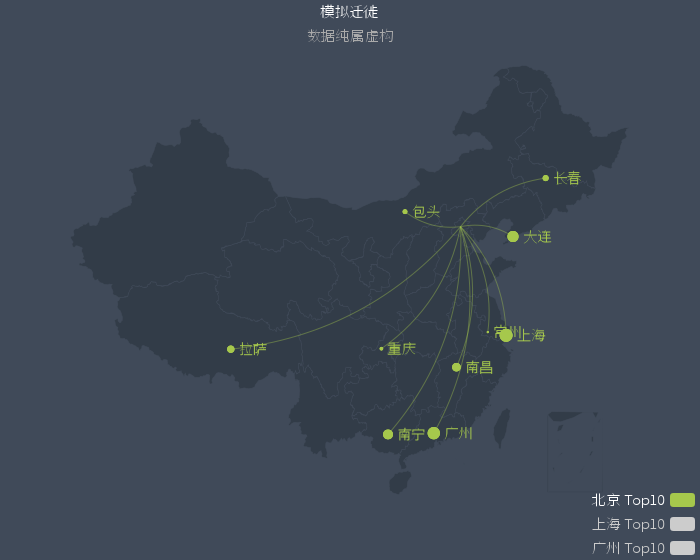 模拟迁徙
数据纯属虚构
长春
包头
大连
常州
上海
拉萨
重庆
南昌
南宁
广州
北京 Top10
上海 Top10
广州 Top10